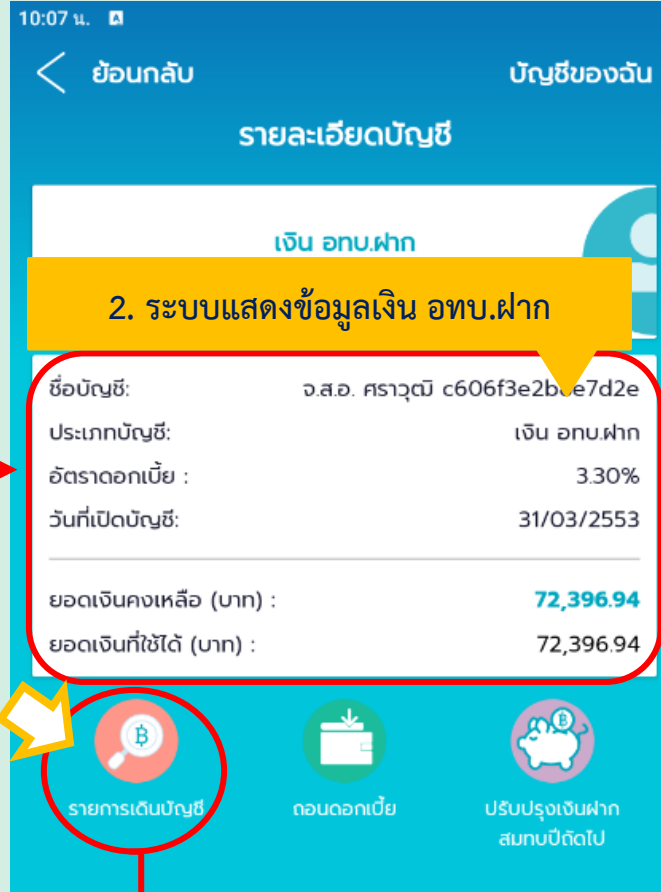 10:07 น.
ย้อนกลับ บัญชีของฉัน
รายละเอียดบัญชี
เงิน อทบ.ฝาก
2. ระบบแสดงข้อมูลเงิน อทบ.ฝาก
ชื่อบัญชี: จ.ส.อ. ศราวุฒิ
ประเภทบัญชี: เงิน อทบ.ฝาก
อัตราดอกเบี้ย : 3.30%
วันที่เปิดบัญชี: 31/03/2553
ยอดเงินคงเหลือ (บาท) : 72,396.94
ยอดเงินที่ใช้ได้ (บาท) : 72,396.94
รายการเดินบัญชี ถอนดอกเบี้ย ปรับปรุงเงินฝาก
สมทบปีถัดไป